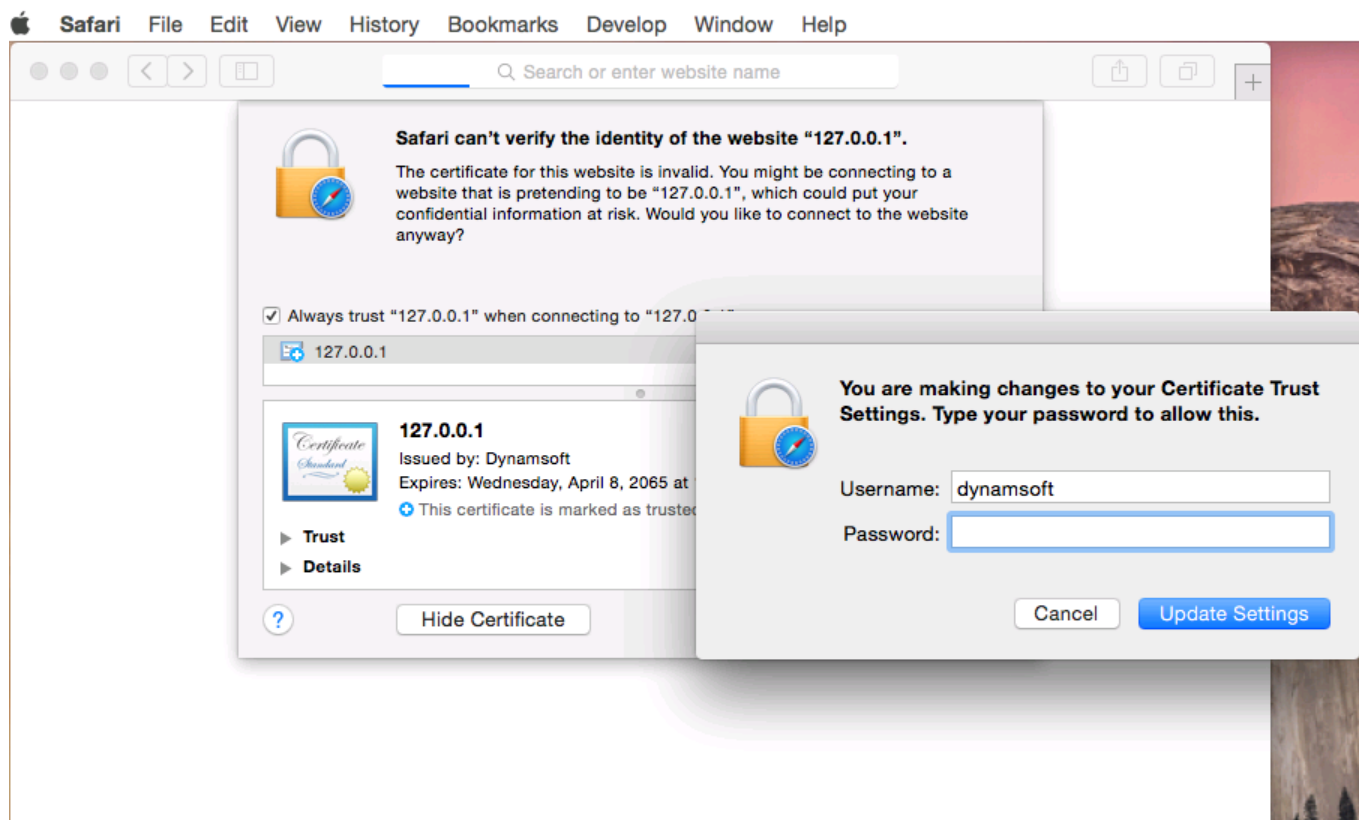 Safari File Edit View History Bookmarks Develop Window Help
Search or enter website name
Safari can't verify the identity of the website “127.0.0.1”.
The certificate for this website is invalid. You might be connecting to a
website that is pretending to be “127.0.0.1”, which could put your
confidential information at risk. Would you like to connect to the website
anyway?
Always trust “127.0.0.1” when connecting to
127.0.0.1
127.0.0.1
Issued by: Dynamsoft
Expires: Wednesday, April 8, 2065 at
This certificate is marked as trusted
Trust
Details
?
Hide Certificate
You are making changes to your Certificate Trust
Settings. Type your password to allow this.
Username: dynamsoft
Password:
Cancel Update Settings
Certificate
Standard